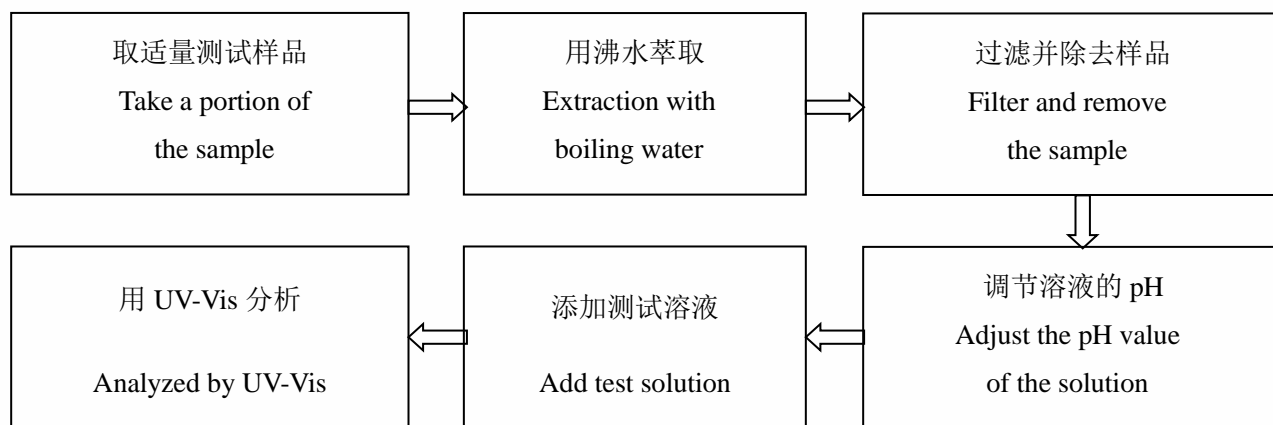 取适量测试样品
Take a portion of
the sample
用沸水萃取
Extraction with
boiling water
过滤并除去样品
Filter and remove
the sample
调节溶液的 pH
Adjust the pH value
of the solution
添加测试溶液
Add test solution
用 UV-Vis 分析
Analyzed by UV-Vis